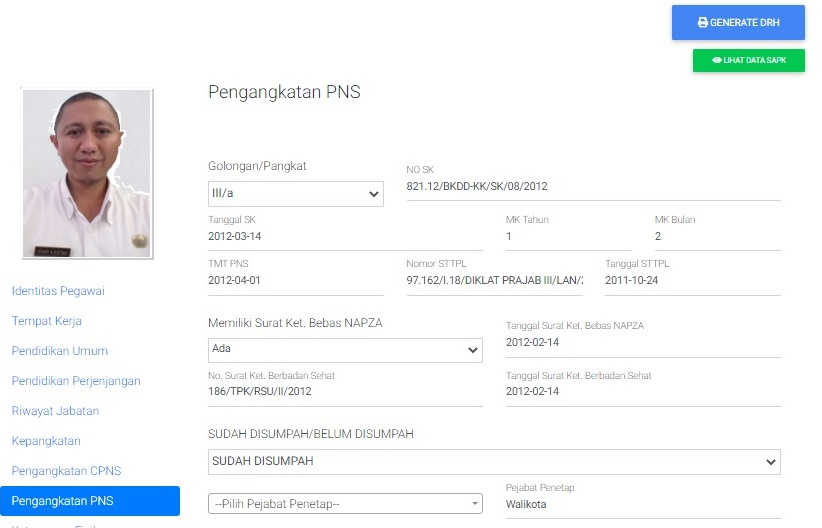 GENERATE DRH
LIHAT DATA SAPK
Pengangkatan PNS
Golongan/Pangkat
III/a
NO SK
821.12/BKDD-KK/SK/08/2012
Tanggal SK
2012-03-14
MK Tahun
1
MK Bulan
2
TMT PNS
2012-04-01
Nomor STTPL
97.162/I.18/DIKLAT PRAJAB III/LAN/
Tanggal STTPL
2011-10-24
Memiliki Surat Ket. Bebas NAPZA
Ada
Tanggal Surat Ket. Bebas NAPZA
2012-02-14
No. Surat Ket. Berbadan Sehat
186/TPK/RSU/II/2012
Tanggal Surat Ket. Berbadan Sehat
2012-02-14
SUDAH DISUMPAH/BELUM DISUMPAH
SUDAH DISUMPAH
--Pilih Pejabat Penetap--
Pejabat Penetap
Walikota
Identitas Pegawai
Tempat Kerja
Pendidikan Umum
Pendidikan Perjenjangan
Riwayat Jabatan
Kepangkatan
Pengangkatan CPNS
Pengangkatan PNS